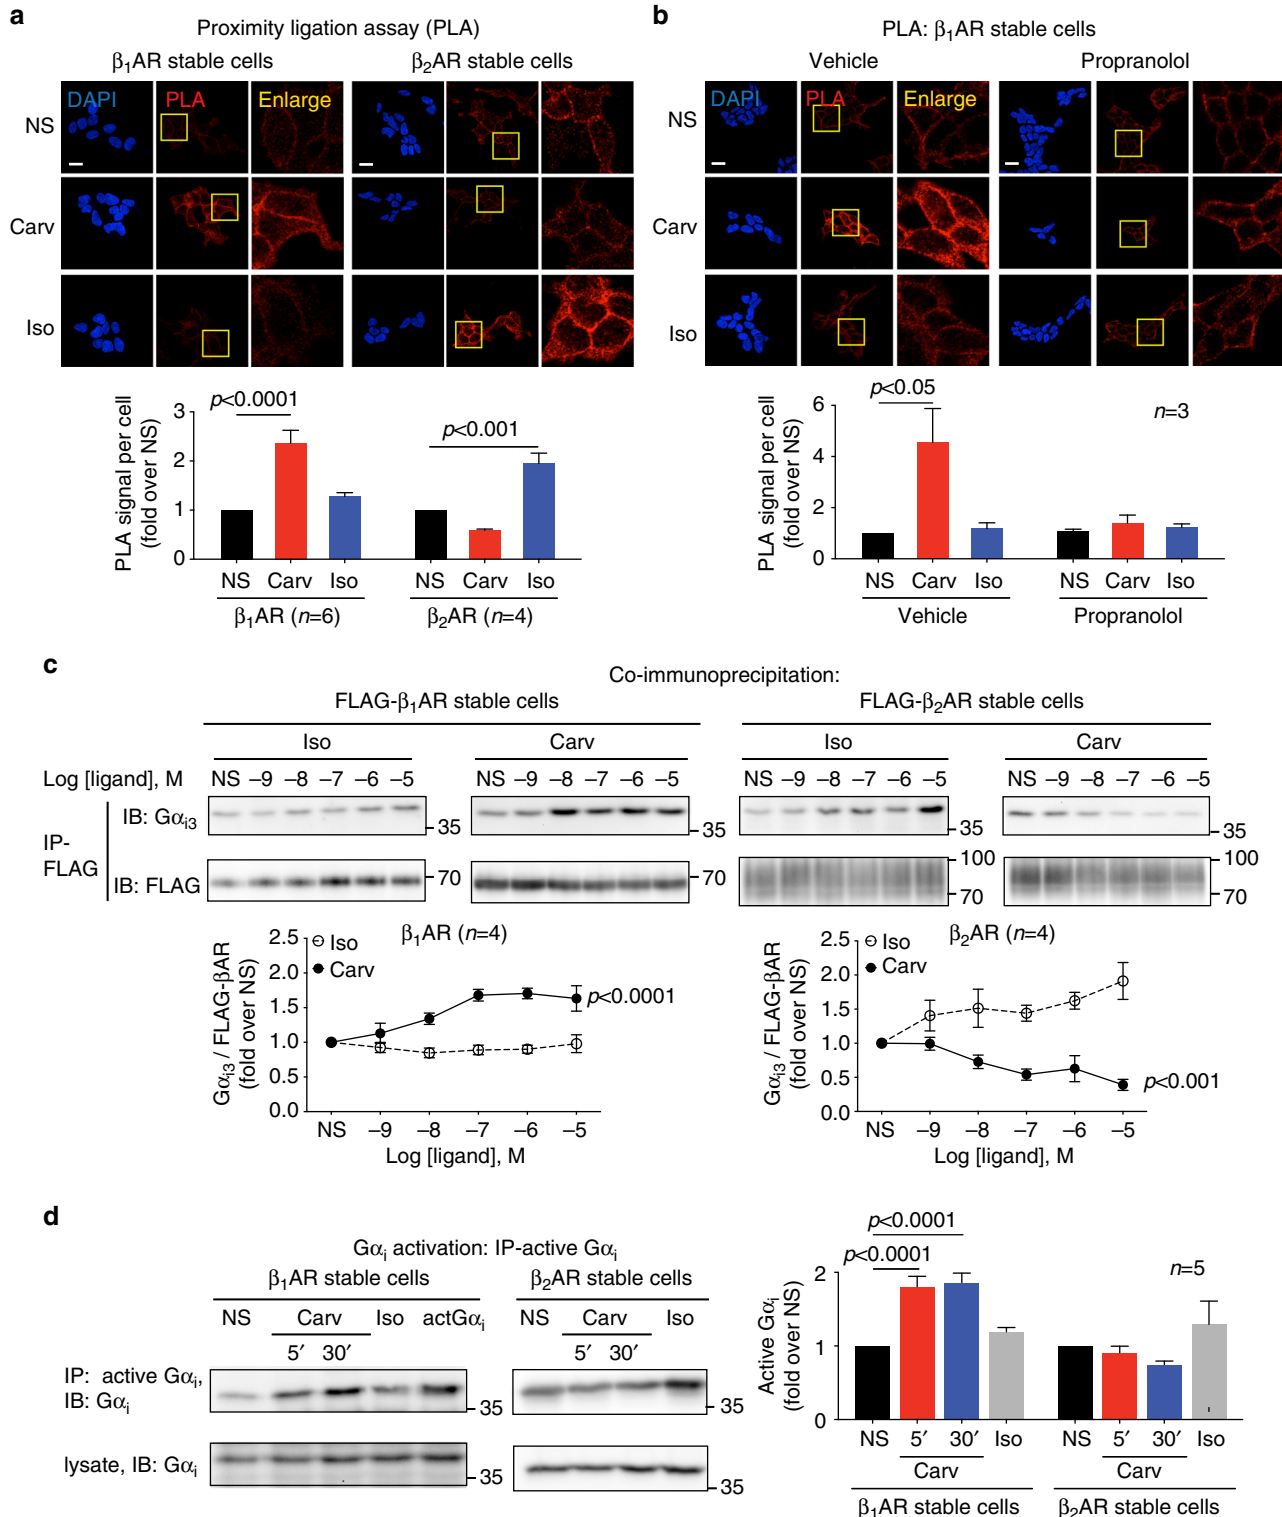 a
Proximity ligation assay (PLA)
β₁AR stable cells β₂AR stable cells
DAPI PLA Enlarge
NS
Carv
Iso
PLA signal per cell
(fold over NS)
3
2
1
0
p<0.0001
p<0.001
NS Carv Iso NS Carv Iso
β₁AR (n=6) β₂AR (n=4)
b
PLA: β₁AR stable cells
Vehicle Propranolol
DAPI PLA Enlarge
NS
Carv
Iso
PLA signal per cell
(fold over NS)
6
4
2
0
p<0.05
n=3
NS Carv Iso NS Carv Iso
Vehicle Propranolol
c
Co-immunoprecipitation:
FLAG-β₁AR stable cells FLAG-β₂AR stable cells
Iso Carv Iso Carv
Log [ligand], M NS –9 –8 –7 –6 –5 NS –9 –8 –7 –6 –5 NS –9 –8 –7 –6 –5 NS –9 –8 –7 –6 –5
IP-
FLAG
IB: Gαi3 35 35 35 35
IB: FLAG 70 70 100 70 100 70
β₁AR (n=4)
Iso
Carv
Gαi3 / FLAG-βAR
(fold over NS)
2.5
2.0
1.5
1.0
0.5
0.0
p<0.0001
NS –9 –8 –7 –6 –5
Log [ligand], M
β₂AR (n=4)
Iso
Carv
Gαi3 / FLAG-βAR
(fold over NS)
2.5
2.0
1.5
1.0
0.5
0.0
p<0.001
NS –9 –8 –7 –6 –5
Log [ligand], M
d
Gαi activation: IP-active Gαi
β₁AR stable cells β₂AR stable cells
NS Carv Iso actGαi NS Carv Iso
5′ 30′ 5′ 30′
IP: active Gαi,
IB: Gαi
35 35
lysate, IB: Gαi
35 35
Active Gαi
(fold over NS)
2
1
0
p<0.0001
p<0.0001
n=5
NS 5′ 30′ Iso NS 5′ 30′ Iso
Carv Carv
β₁AR stable cells β₂AR stable cells